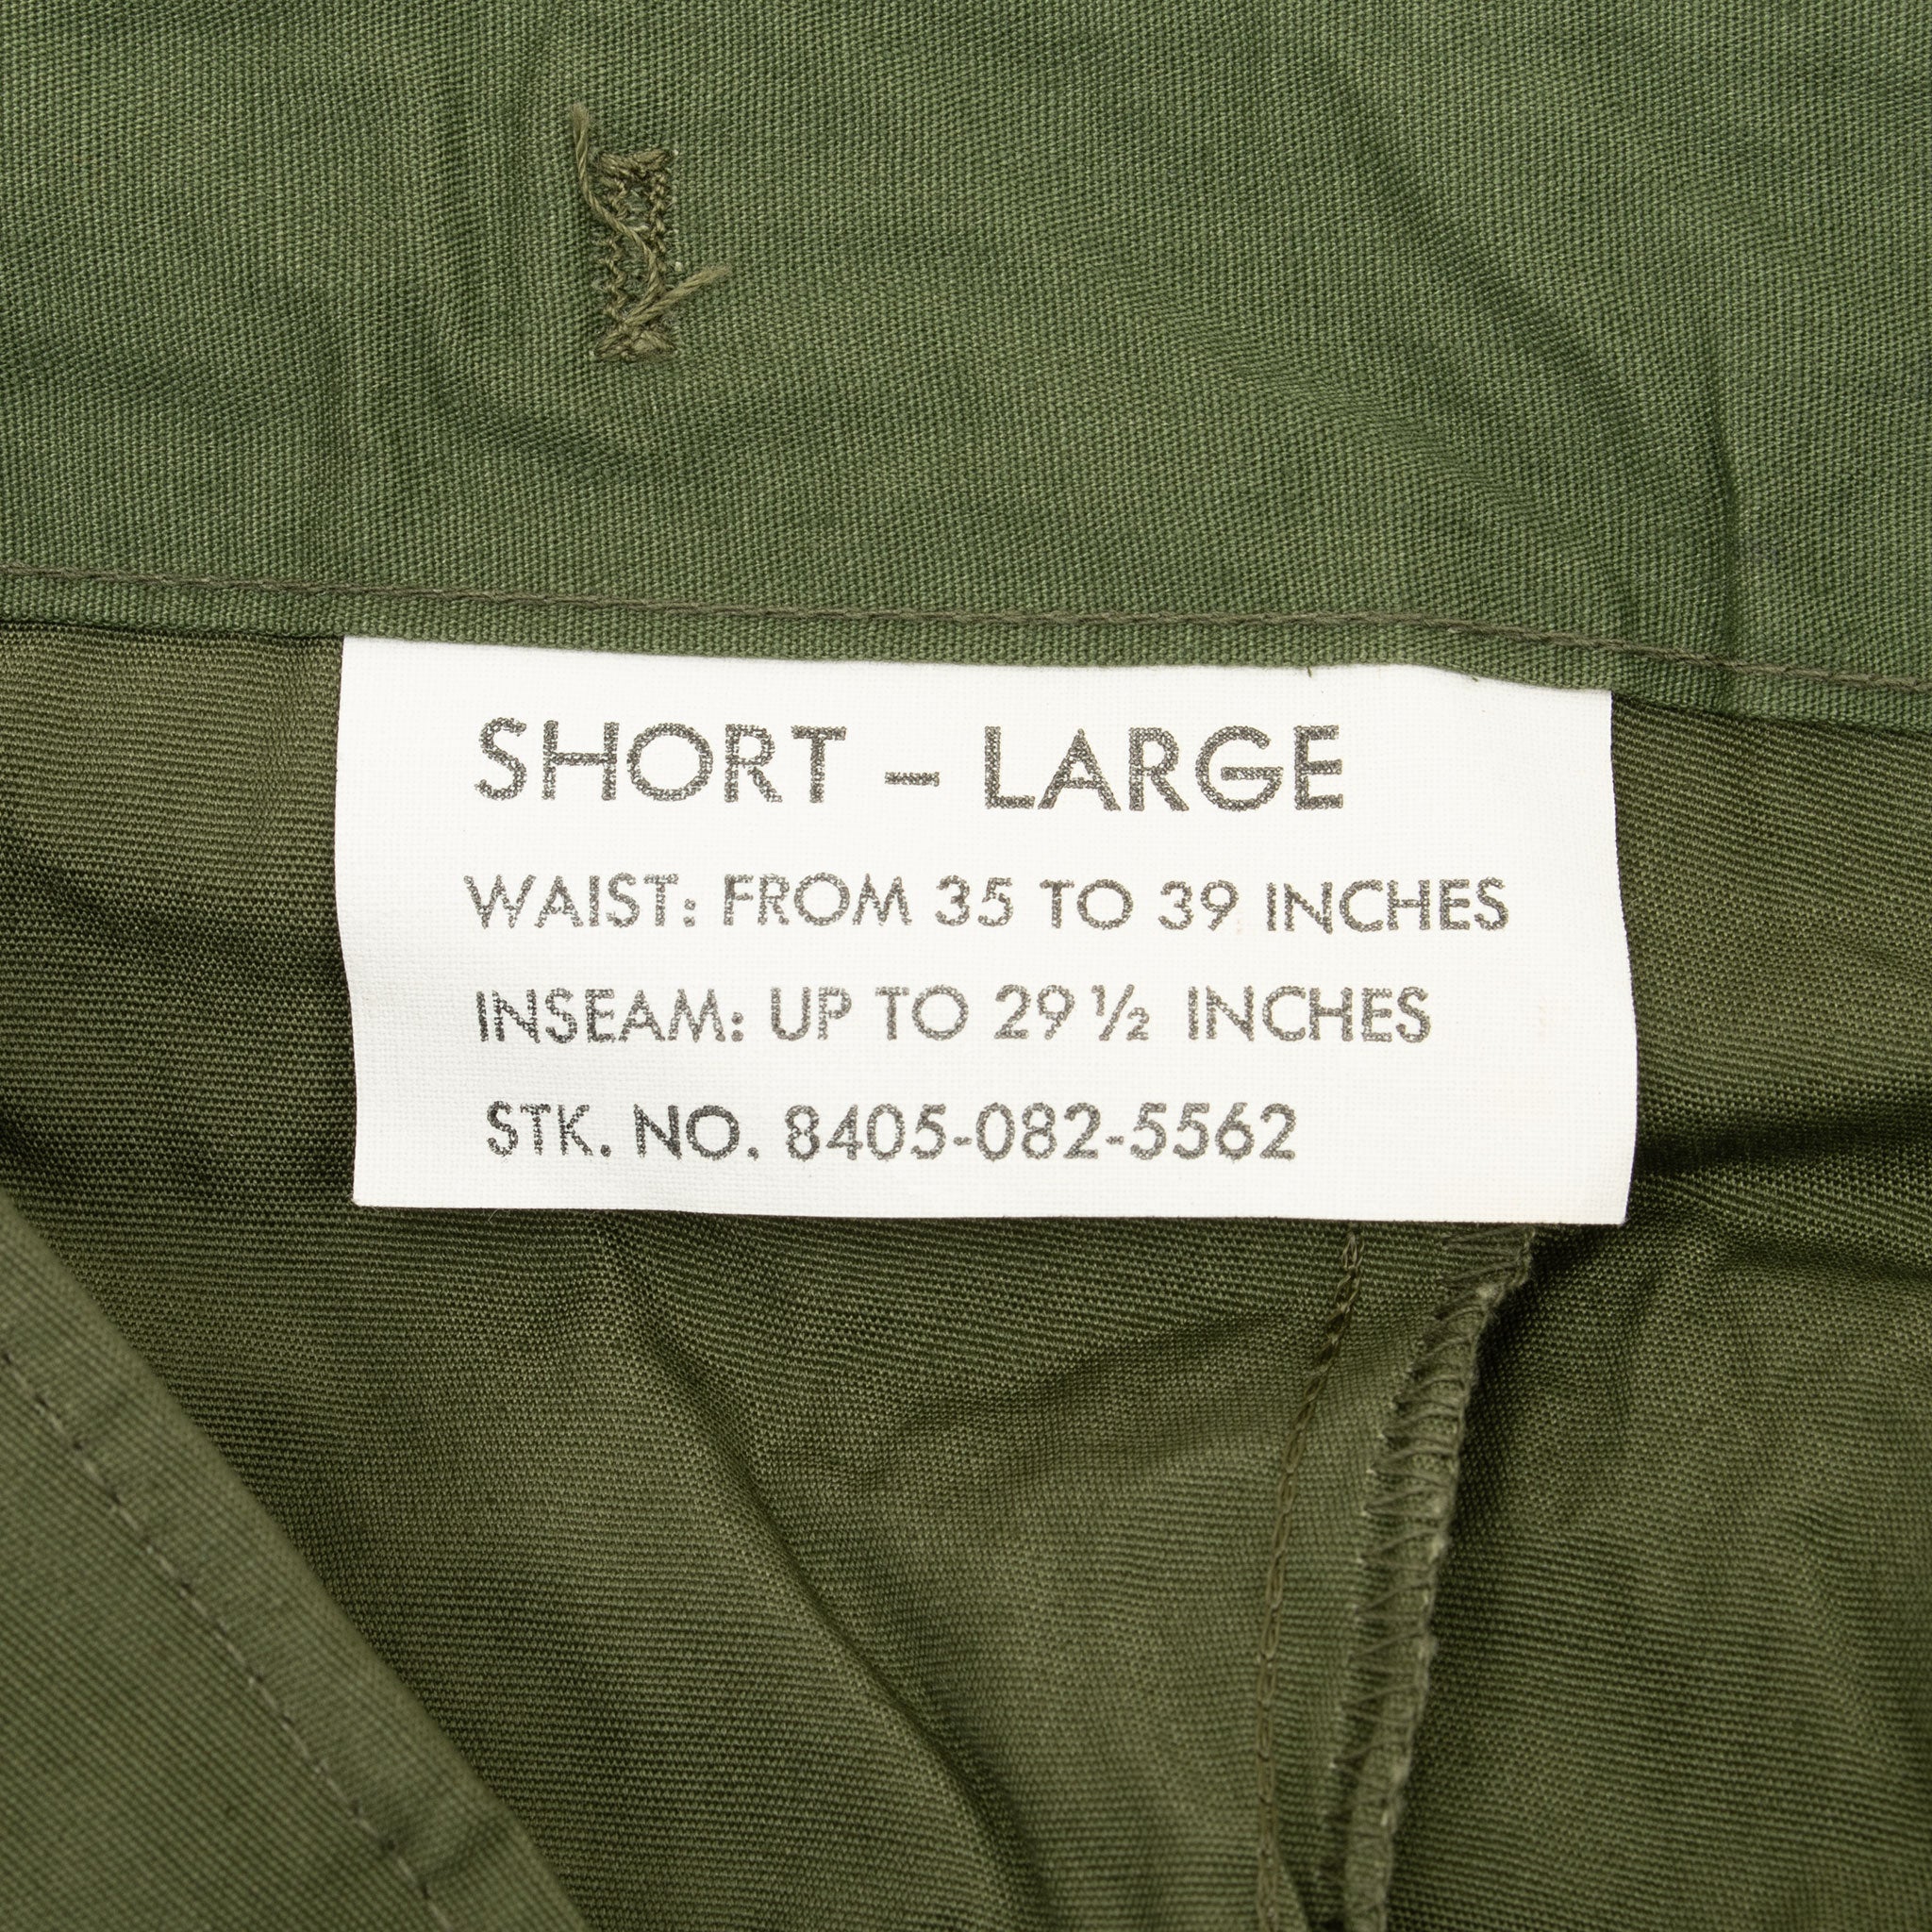 SHORT – LARGE
WAIST: FROM 35 TO 39 INCHES
INSEAM: UP TO 29 ½ INCHES
STK. NO. 8405-082-5562